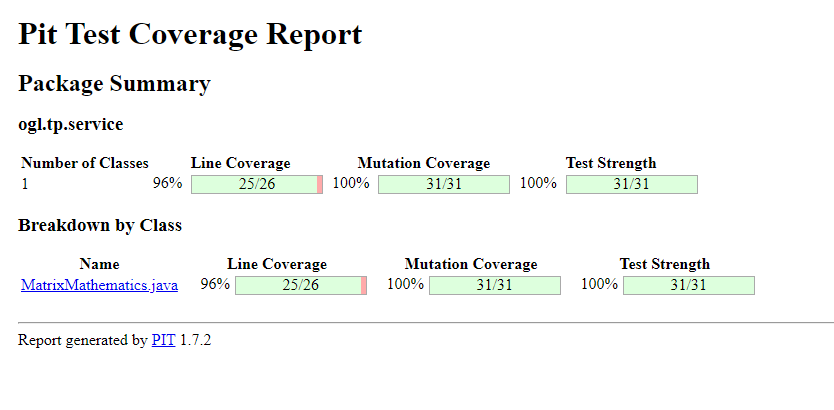 Pit Test Coverage Report
Package Summary
ogl.tp.service
Number of Classes Line Coverage Mutation Coverage Test Strength
1 96% 25/26 100% 31/31 100% 31/31
Breakdown by Class
Name Line Coverage Mutation Coverage Test Strength
MatrixMathematics.java 96% 25/26 100% 31/31 100% 31/31
Report generated by PIT 1.7.2